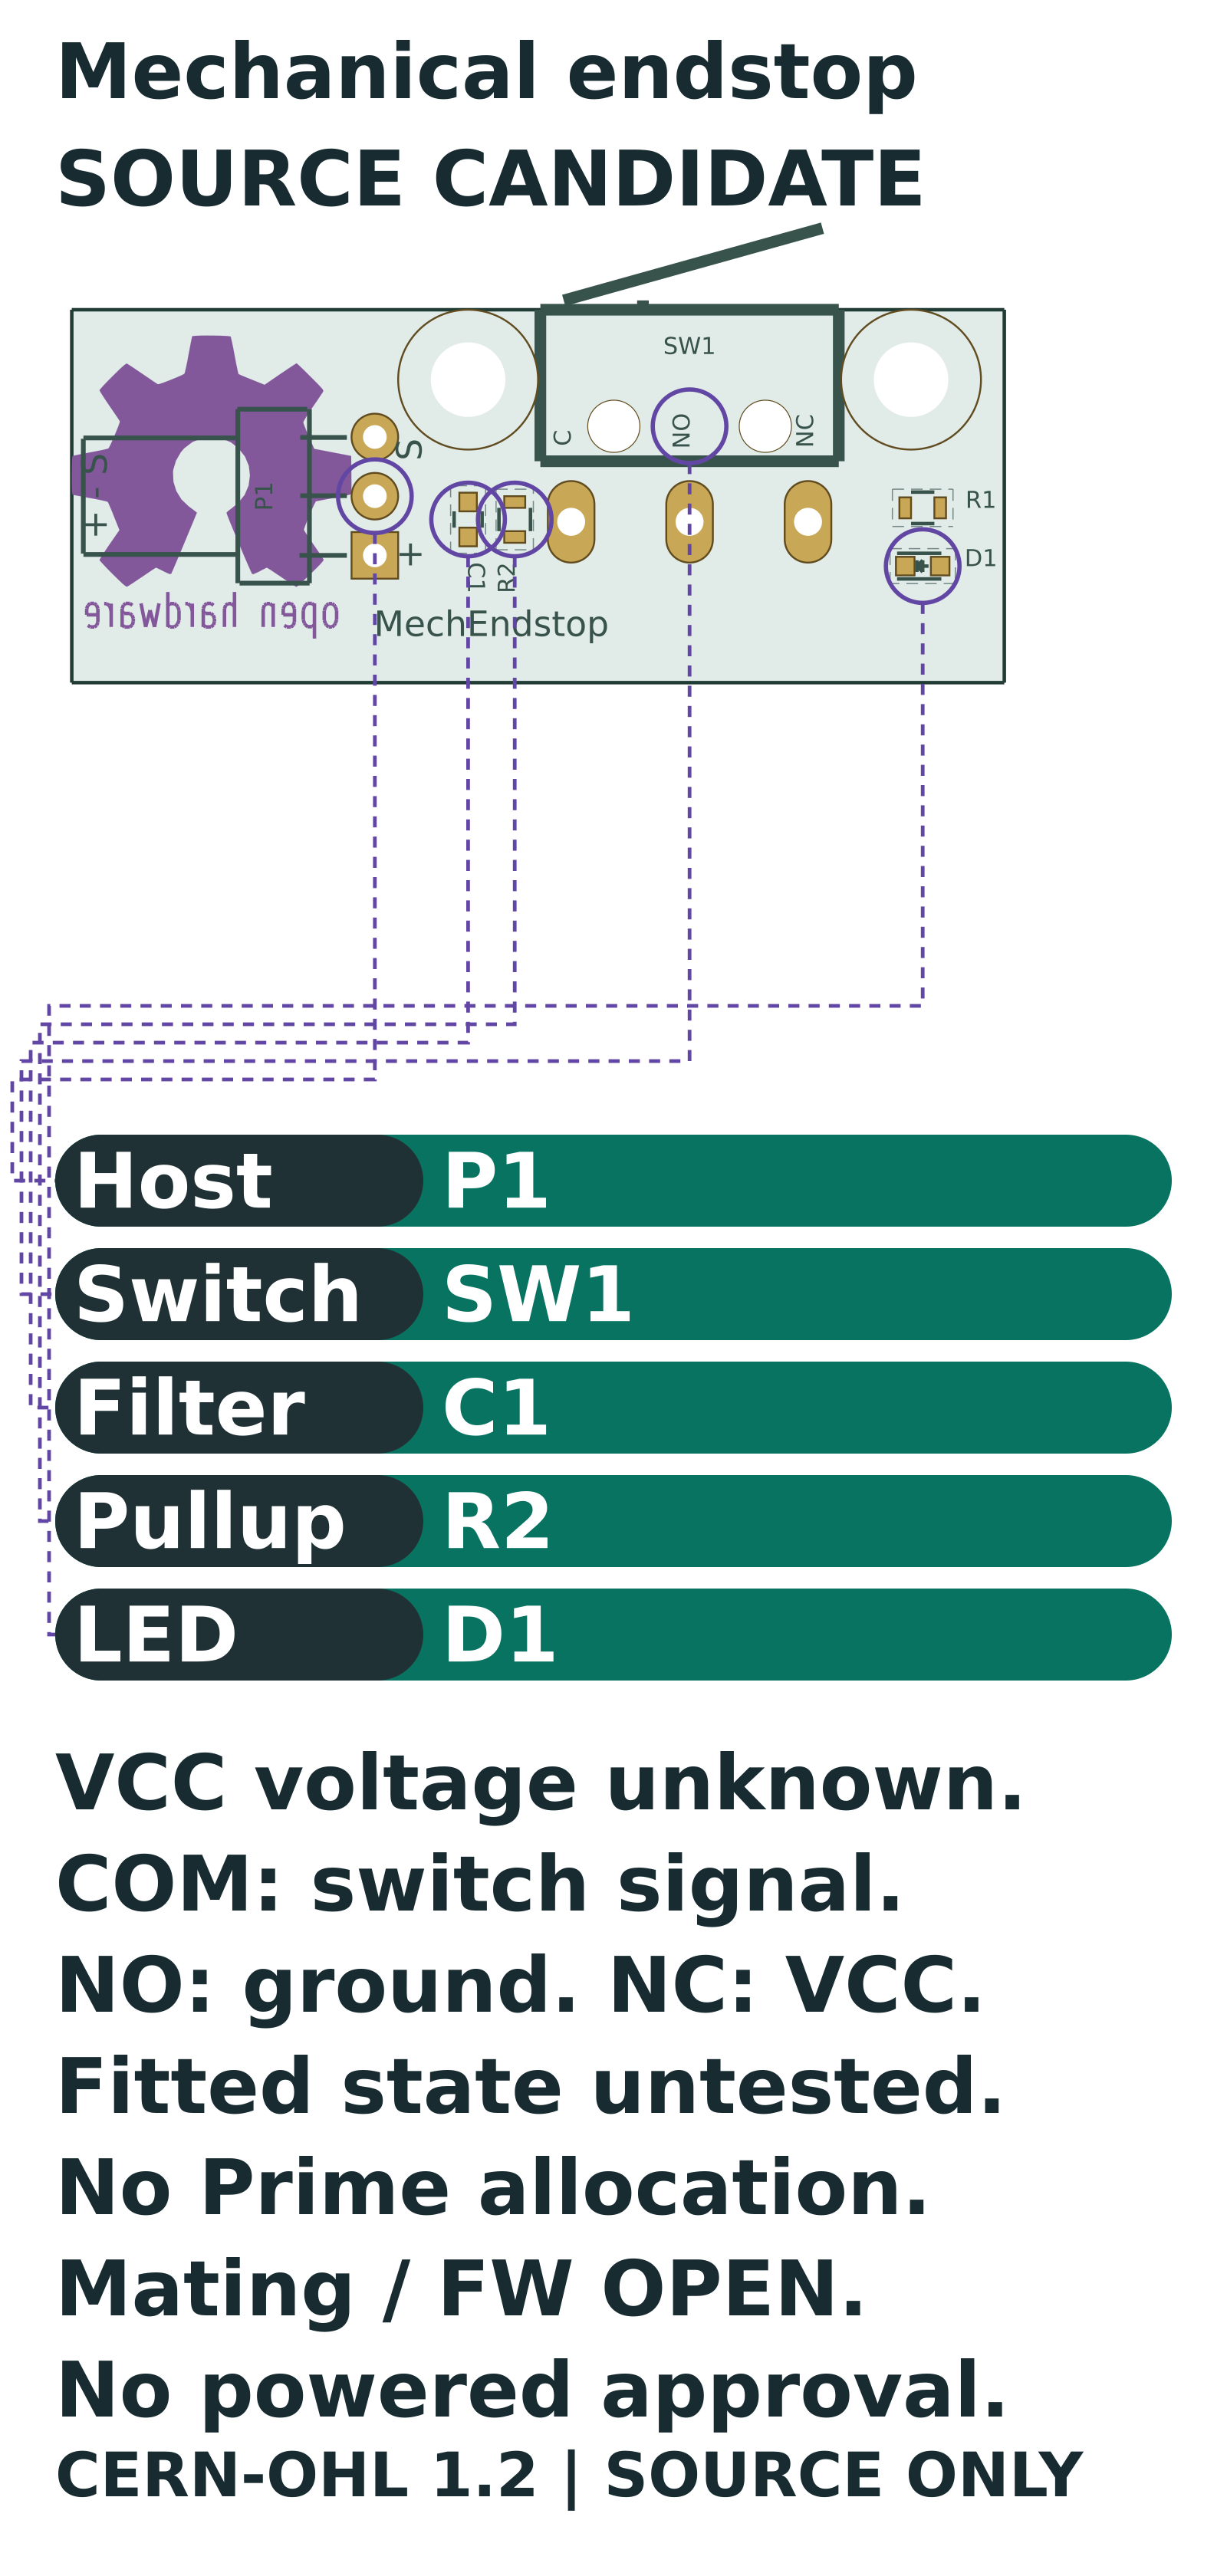 Mechanical endstop
SOURCE CANDIDATE
SW1
C
NO
NC
S
S
-
+
P1
+
R1
D1
C1
R2
open hardware
MechEndstop
Host P1
Switch SW1
Filter C1
Pullup R2
LED D1
VCC voltage unknown.
COM: switch signal.
NO: ground. NC: VCC.
Fitted state untested.
No Prime allocation.
Mating / FW OPEN.
No powered approval.
CERN-OHL 1.2 | SOURCE ONLY